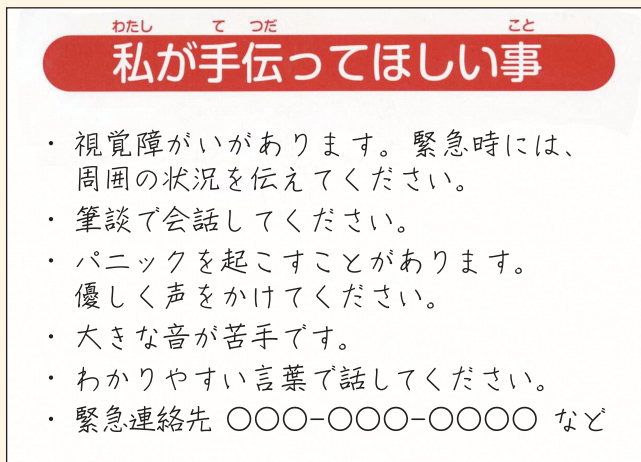 わたし て つだ こと
私が手伝ってほしい事
・視覚障がいがあります。緊急時には、
周囲の状況を伝えてください。
・筆談で会話してください。
・パニックを起こすことがあります。
優しく声をかけてください。
・大きな音が苦手です。
・わかりやすい言葉で話してください。
・緊急連絡先 〇〇〇-〇〇〇-〇〇〇〇 など